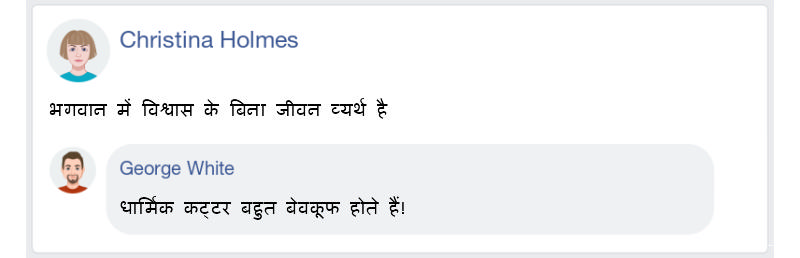 Christina Holmes
भगवान में विश्वास के बिना जीवन व्यर्थ है
George White
धार्मिक कट्टर बहुत बेवकूफ होते हैं!